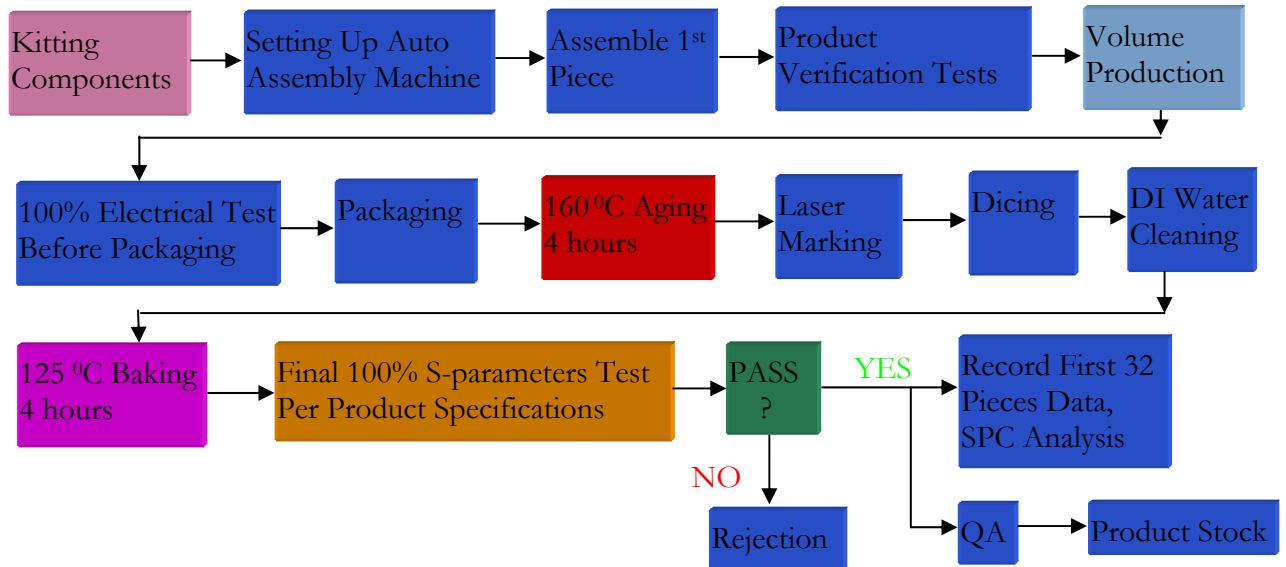 Kitting
Components
Setting Up Auto
Assembly Machine
Assemble 1st
Piece
Product
Verification Tests
Volume
Production
100% Electrical Test
Before Packaging
Packaging
160 ⁰C Aging
4 hours
Laser
Marking
Dicing
DI Water
Cleaning
125 ⁰C Baking
4 hours
Final 100% S-parameters Test
Per Product Specifications
PASS
?
YES
Record First 32
Pieces Data,
SPC Analysis
NO
Rejection
QA
Product Stock